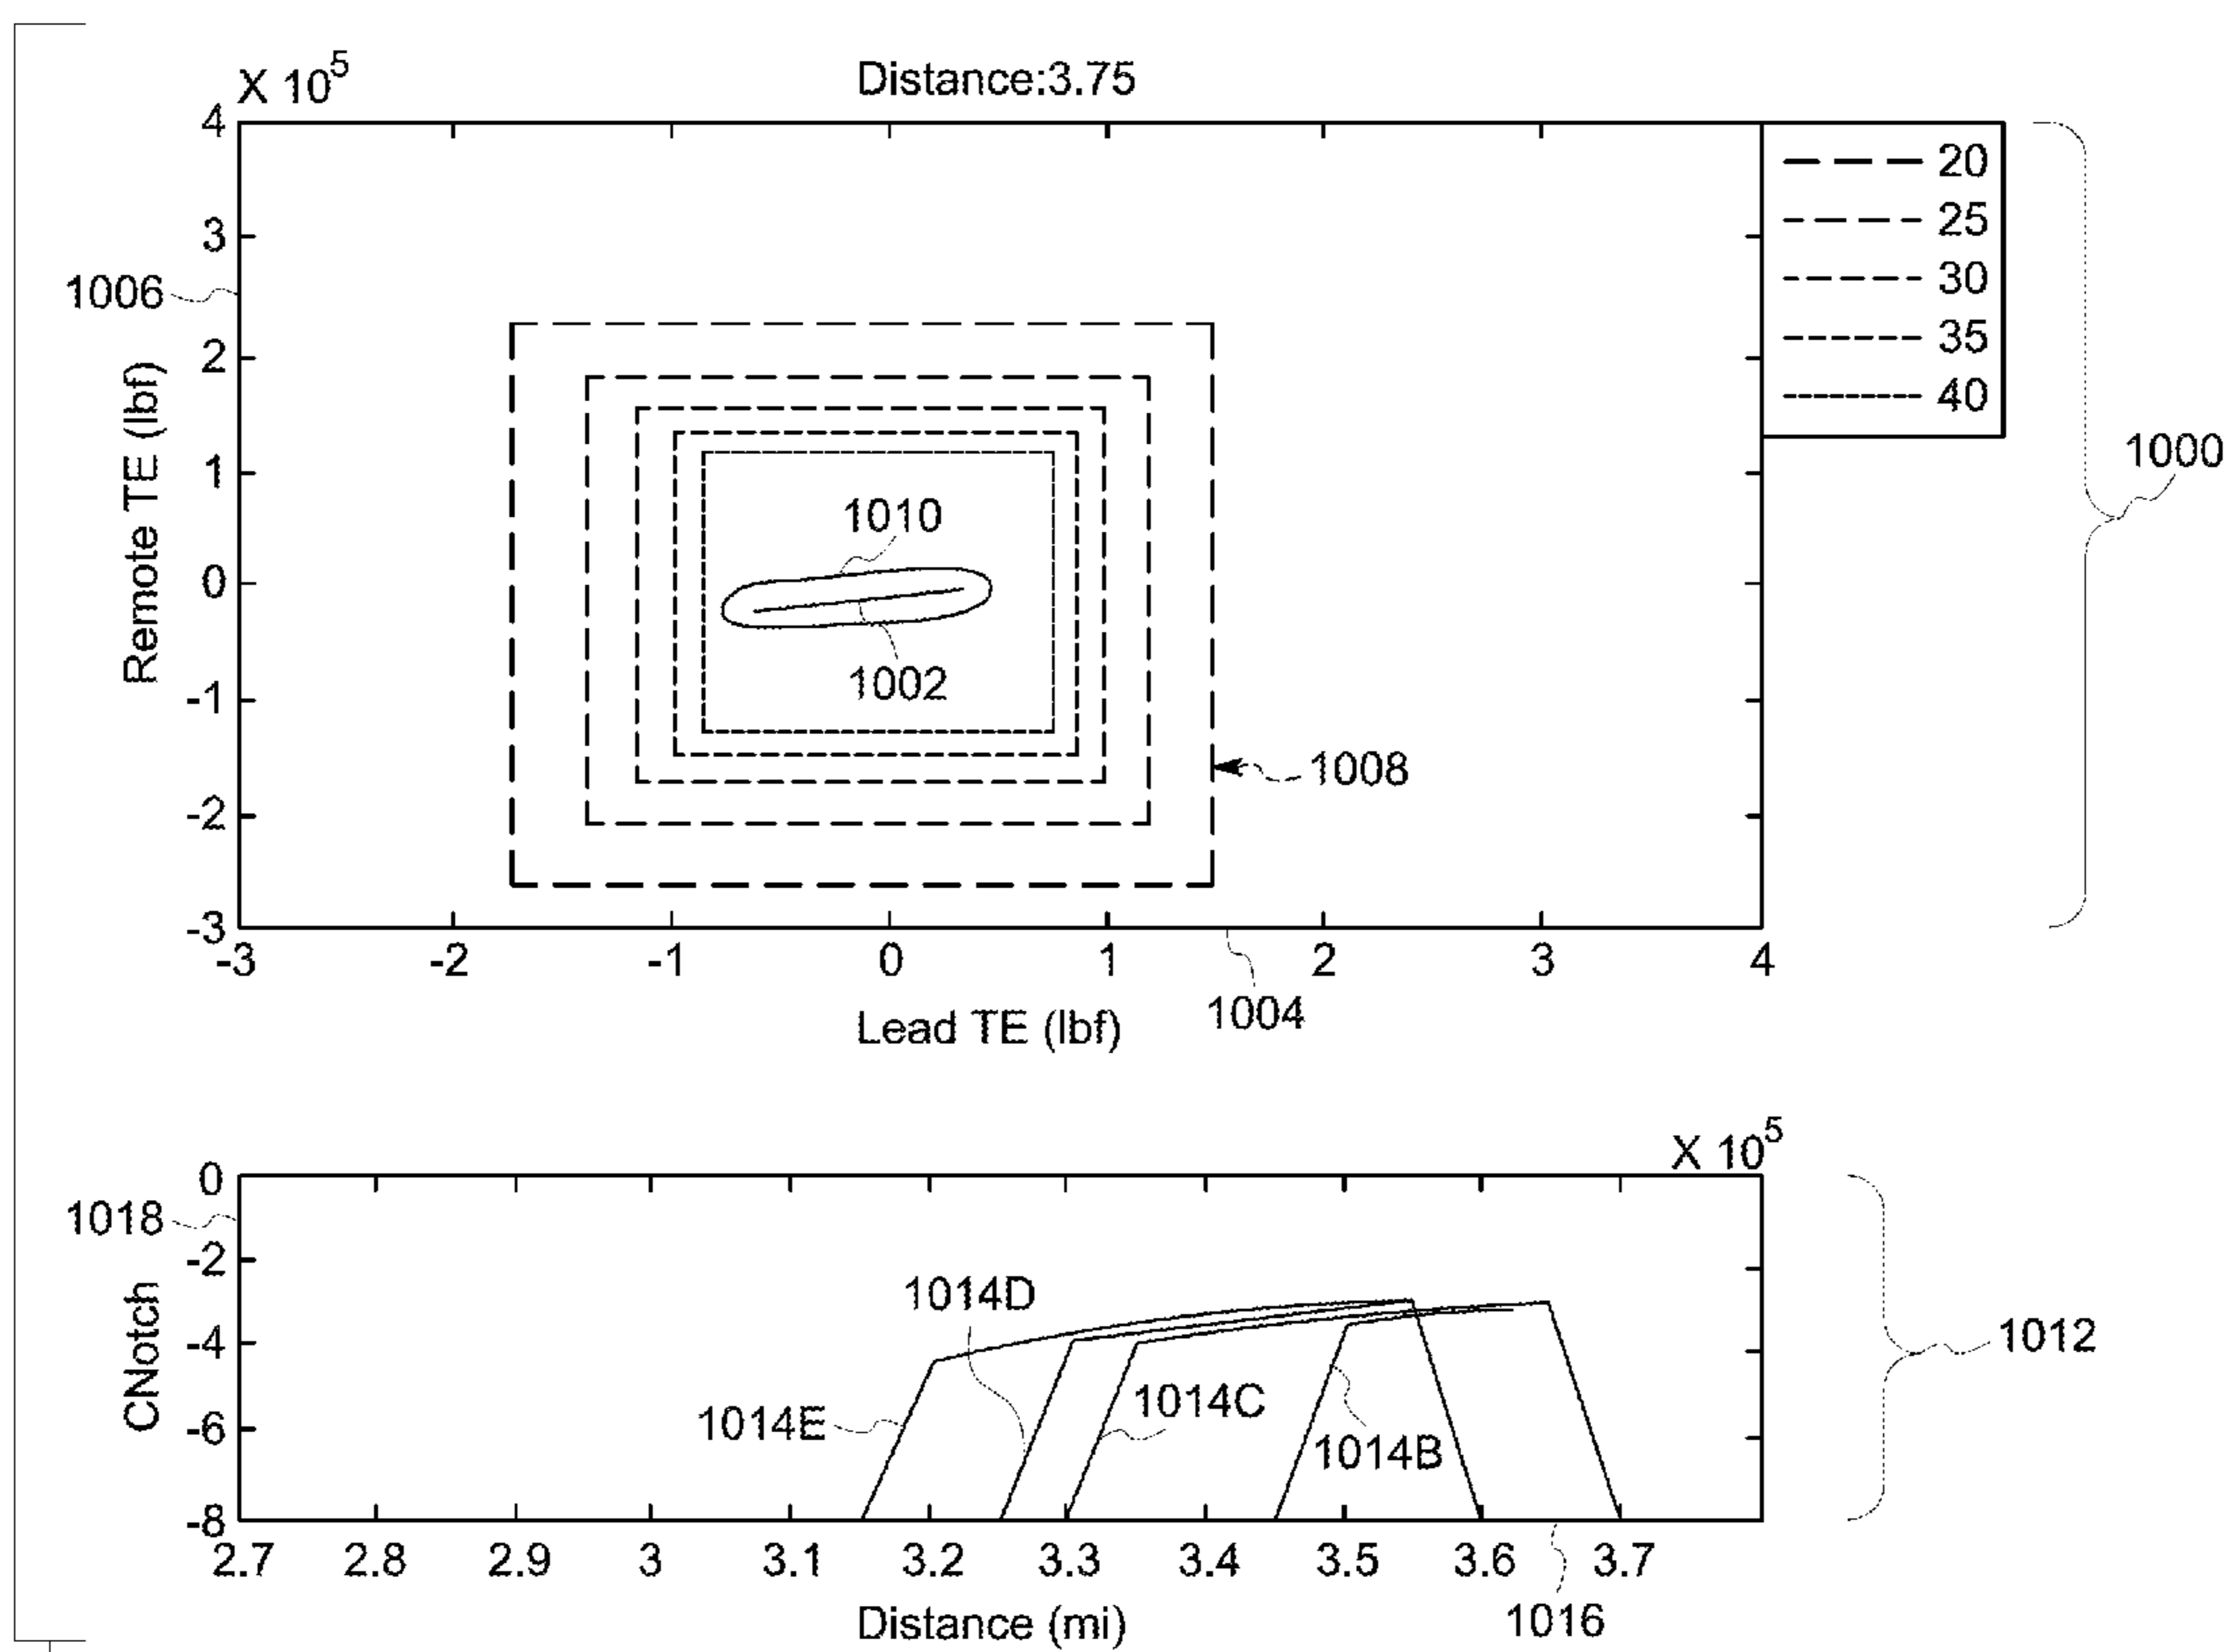 X 10^5
Distance:3.75
4
3
2
1
0
-1
-2
-3
1006
Remote TE (lbf)
20
25
30
35
40
1000
1010
1002
1008
-3 -2 -1 0 1 2 3 4
Lead TE (lbf)
1004
X 10^5
0
-2
-4
-6
-8
1018
CNotch
1014D
1014E
1014C
1014B
1012
2.7 2.8 2.9 3 3.1 3.2 3.3 3.4 3.5 3.6 3.7
Distance (mi)
1016